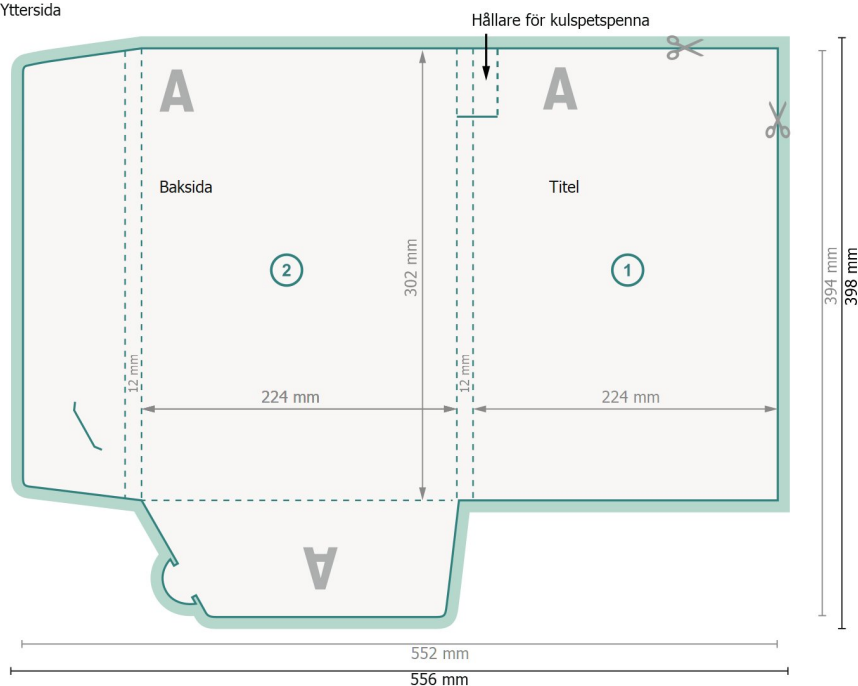 Yttersida
Hållare för kulspetspenna
A
A
Baksida
Titel
2
1
302 mm
394 mm
398 mm
12 mm
12 mm
224 mm
224 mm
A
552 mm
556 mm